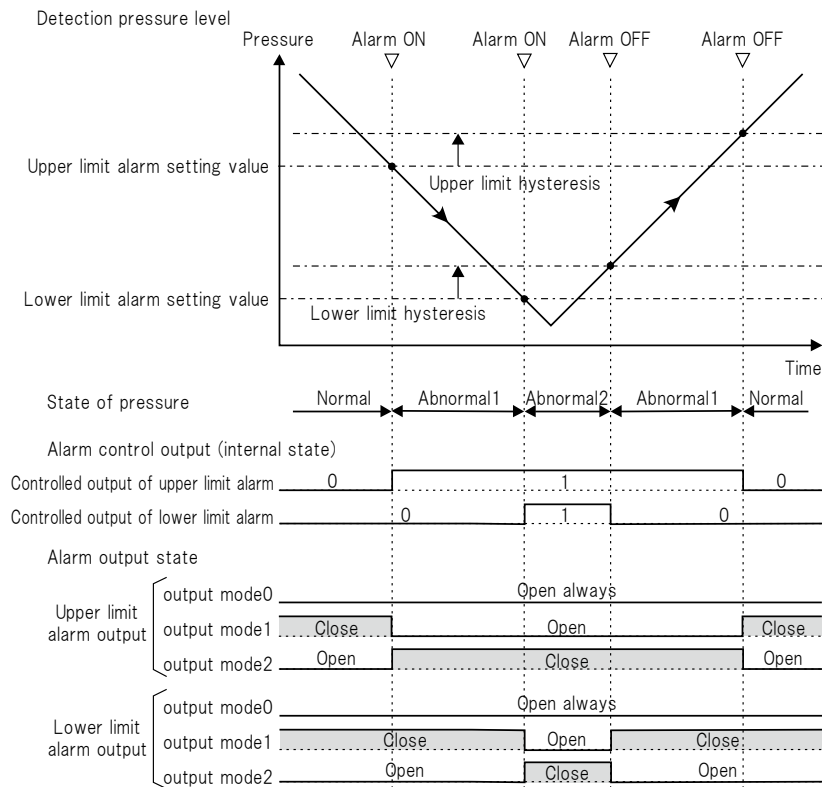 Detection pressure level
Pressure Alarm ON Alarm ON Alarm OFF Alarm OFF
Upper limit alarm setting value
Upper limit hysteresis
Lower limit alarm setting value
Lower limit hysteresis
Time
State of pressure Normal Abnormal1 Abnormal2 Abnormal1 Normal
Alarm control output (internal state)
Controlled output of upper limit alarm 0 1 0
Controlled output of lower limit alarm 0 1 0
Alarm output state
Upper limit
alarm output
output mode0 Open always
output mode1 Close Open Close
output mode2 Open Close Open
Lower limit
alarm output
output mode0 Open always
output mode1 Close Open Close
output mode2 Open Close Open